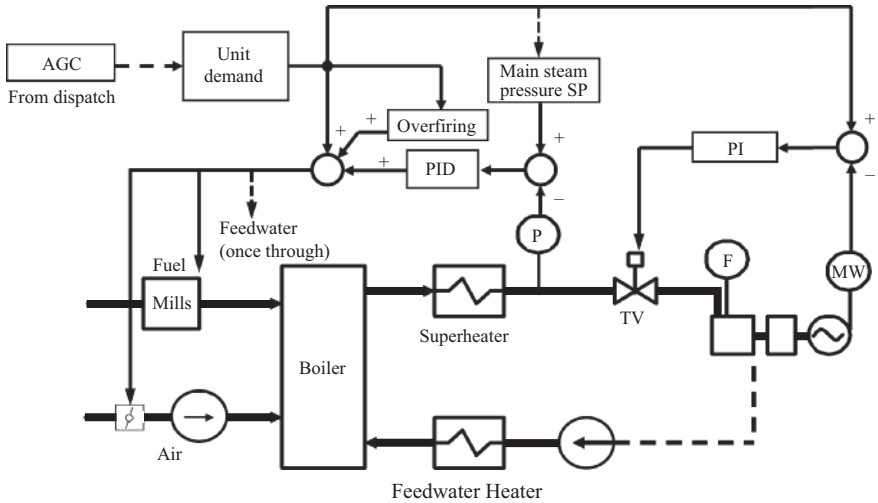 AGC
From dispatch
Unit
demand
Main steam
pressure SP
+
Overfiring
+
+
+
+
PID
PI
−
−
Feedwater
(once through)
P
Fuel
F
MW
Mills
Superheater
TV
Boiler
Air
Feedwater Heater